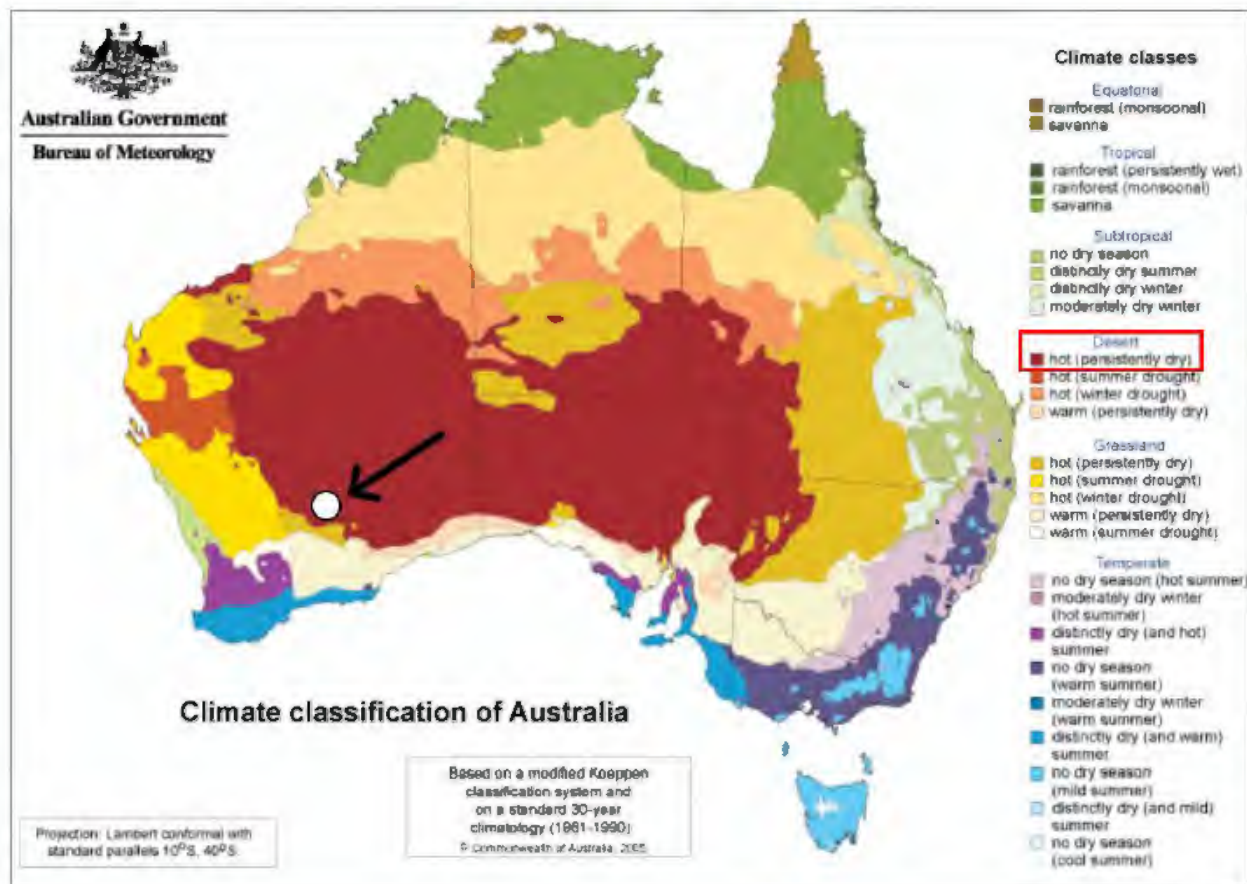 Australian Government
Bureau of Meteorology
Climate classes
Equatorial
rainforest (monsoonal)
savanna
Tropical
rainforest (persistently wet)
rainforest (monsoonal)
savanna
Subtropical
no dry season
distinctly dry summer
distinctly dry winter
moderately dry winter
Desert
hot (persistently dry)
hot (summer drought)
hot (winter drought)
warm (persistently dry)
Grassland
hot (persistently dry)
hot (summer drought)
hot (winter drought)
warm (persistently dry)
warm (summer drought)
Temperate
no dry season (hot summer)
moderately dry winter
(hot summer)
distinctly dry (and hot)
summer
no dry season
(warm summer)
moderately dry winter
(warm summer)
distinctly dry (and warm)
summer
no dry season
(mild summer)
distinctly dry (and mild)
summer
no dry season
(cool summer)
Climate classification of Australia
Based on a modified Koeppen
classification system and
on a standard 30-year
climatology (1961-1990)
© Commonwealth of Australia, 2005
Projection: Lambert conformal with
standard parallels 10°S, 40°S.